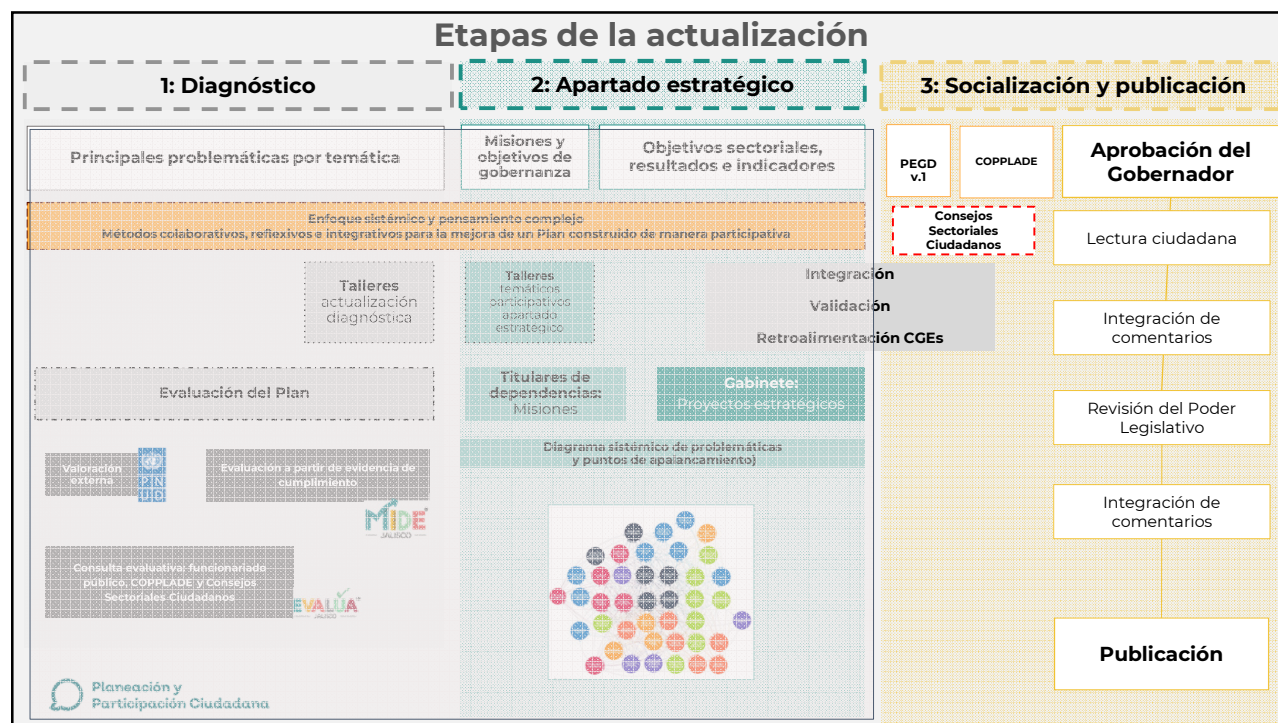 Etapas de la actualización
1: Diagnóstico
2: Apartado estratégico
3: Socialización y publicación
Principales problemáticas por temática
Misiones y
objetivos de
gobernanza
Objetivos sectoriales,
resultados e indicadores
PEGD
v.1
COPPLADE
Aprobación del
Gobernador
Enfoque sistémico y pensamiento complejo
Métodos colaborativos, reflexivos e integrativos para la mejora de un Plan construido de manera participativa
Consejos
Sectoriales
Ciudadanos
Lectura ciudadana
Talleres
actualización
diagnóstica
Talleres
temáticos
participativos
apartado
estratégico
Integración
Validación
Retroalimentación CGEs
Integración de
comentarios
Evaluación del Plan
Titulares de
dependencias:
Misiones
Gabinete:
Proyectos estratégicos
Revisión del Poder
Legislativo
Diagrama sistémico de problemáticas
y puntos de apalancamiento)
Valoración
externa
PNUD
Evaluación a partir de evidencia de
cumplimiento
MIDE
JALISCO
Integración de
comentarios
Consulta evaluativa: funcionariado
público, COPPLADE y Consejos
Sectoriales Ciudadanos
EVALÚA
JALISCO
Publicación
Planeación y
Participación Ciudadana